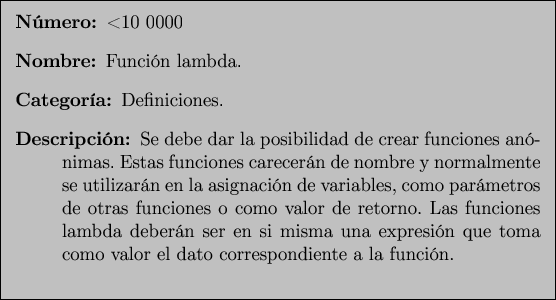 Número: <10 0000
Nombre: Función lambda.
Categoría: Definiciones.
Descripción: Se debe dar la posibilidad de crear funciones anó-
nimas. Estas funciones carecerán de nombre y normalmente
se utilizarán en la asignación de variables, como parámetros
de otras funciones o como valor de retorno. Las funciones
lambda deberán ser en si misma una expresión que toma
como valor el dato correspondiente a la función.